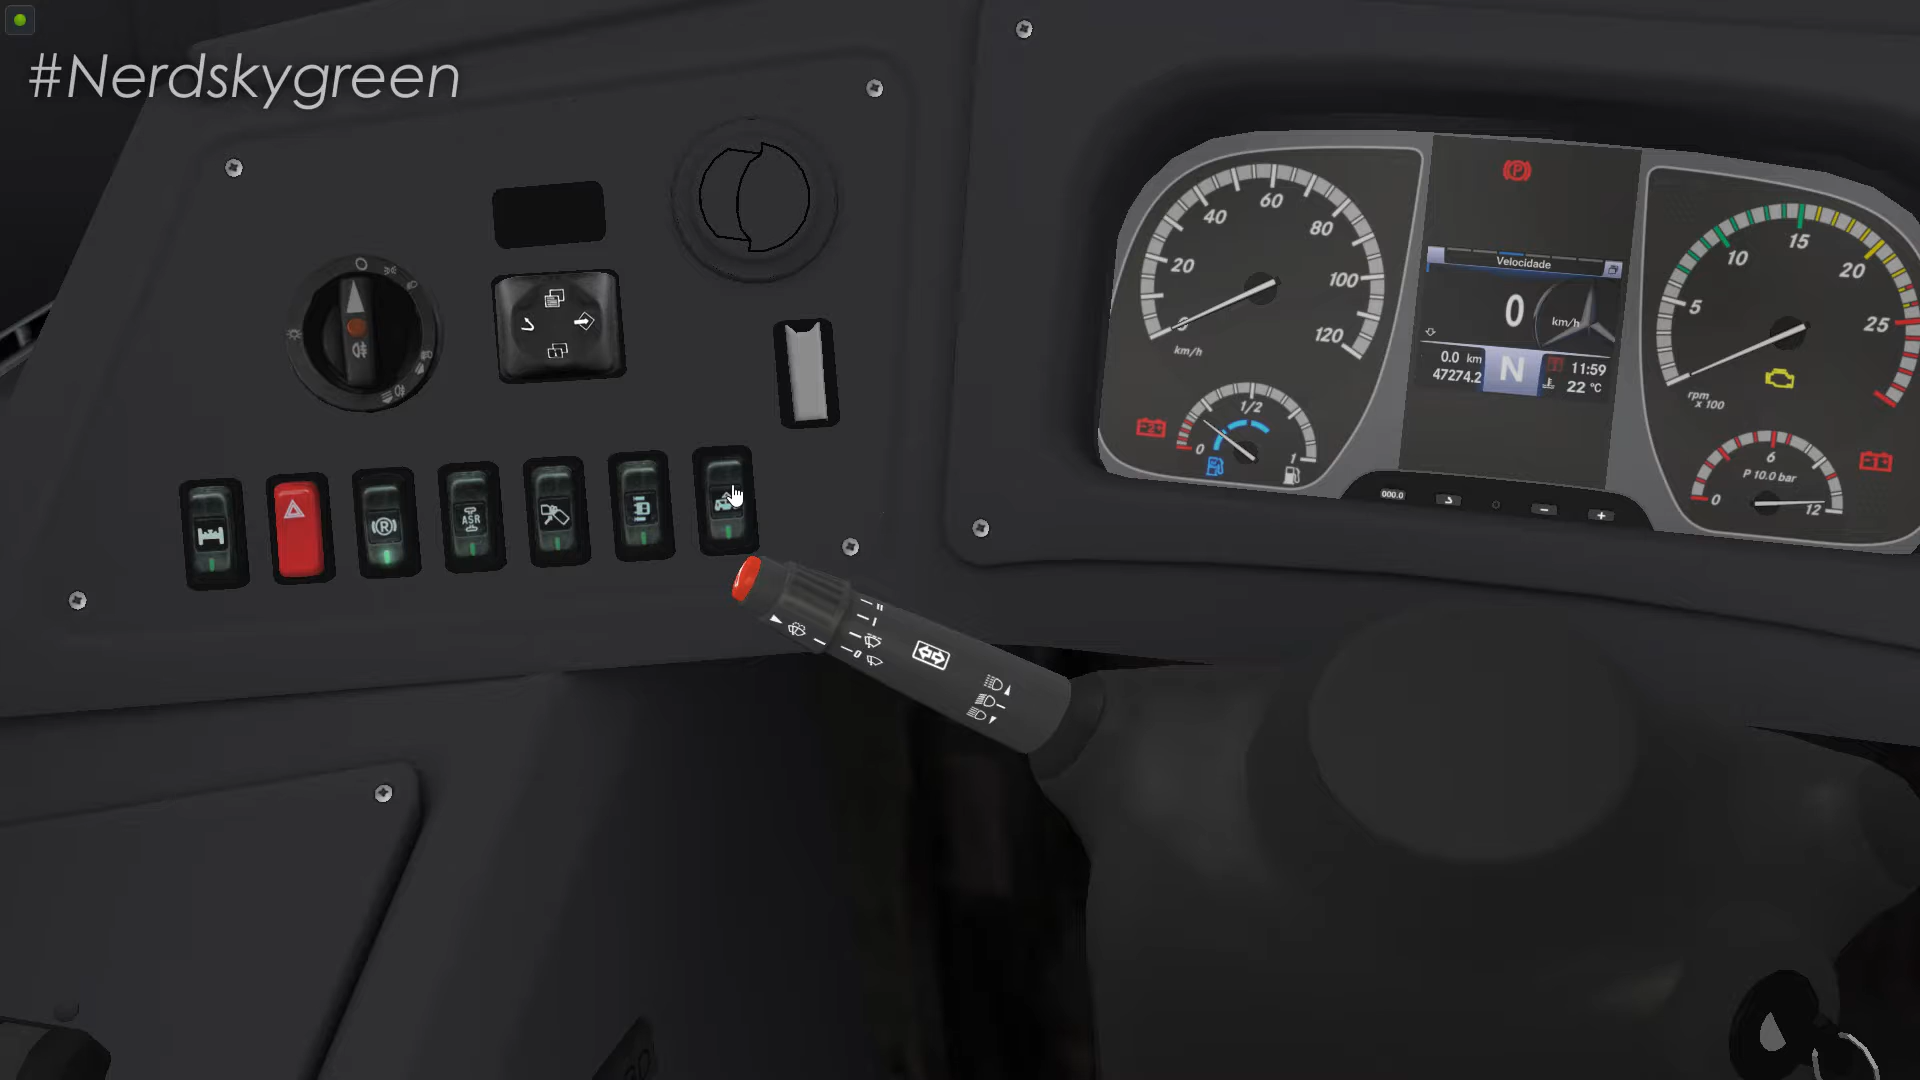 #Nerdskygreen
20
40
60
80
100
120
km/h
0
1/2
1
Velocidade
0 km/h
0.0 km
47274.2
N
11:59
22 °C
5
10
15
20
25
rpm
x 100
0
6
12
P 10.0 bar
000.0
ASR
II
I
0